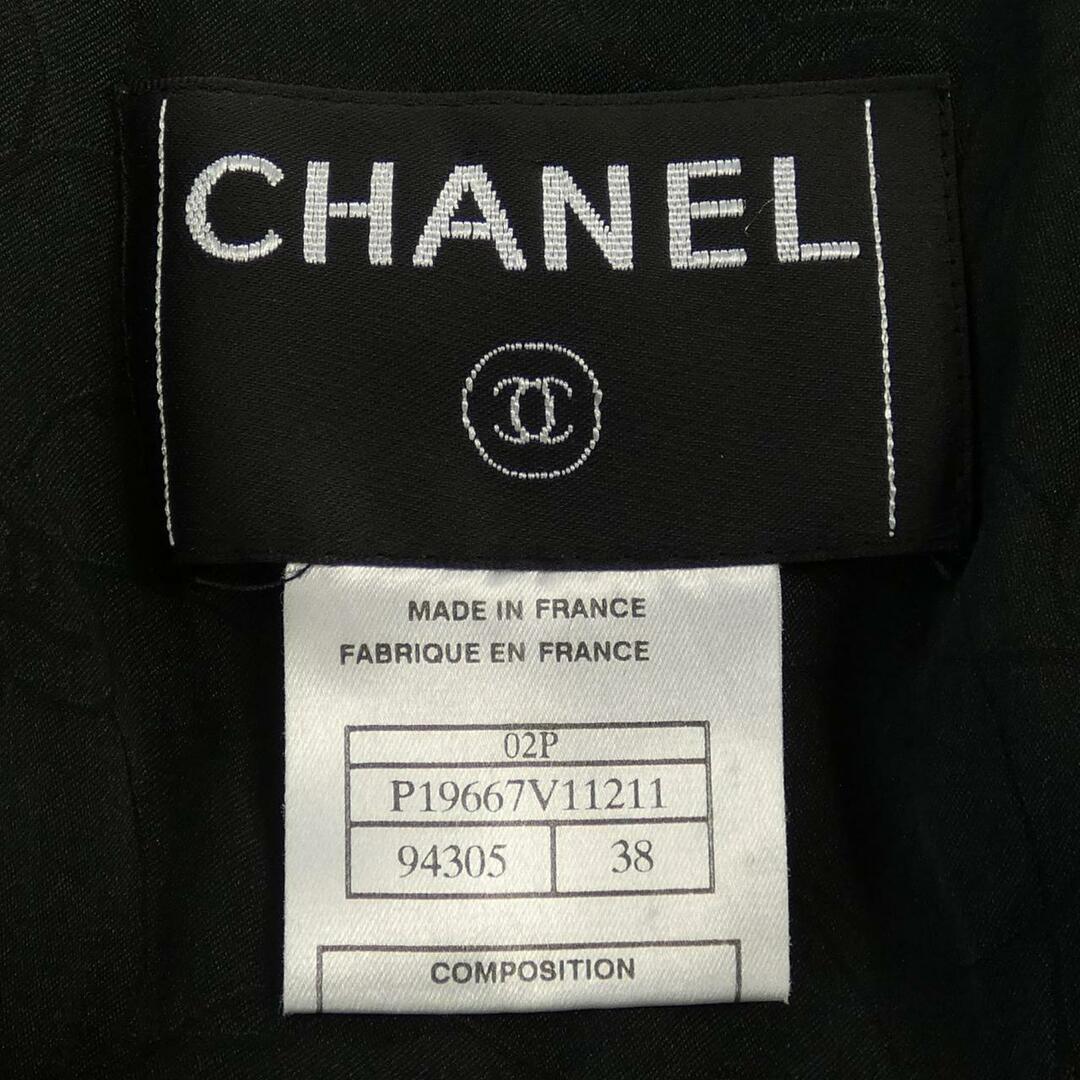 CHANEL
MADE IN FRANCE
FABRIQUE EN FRANCE
02P
P19667V11211
94305 38
COMPOSITION